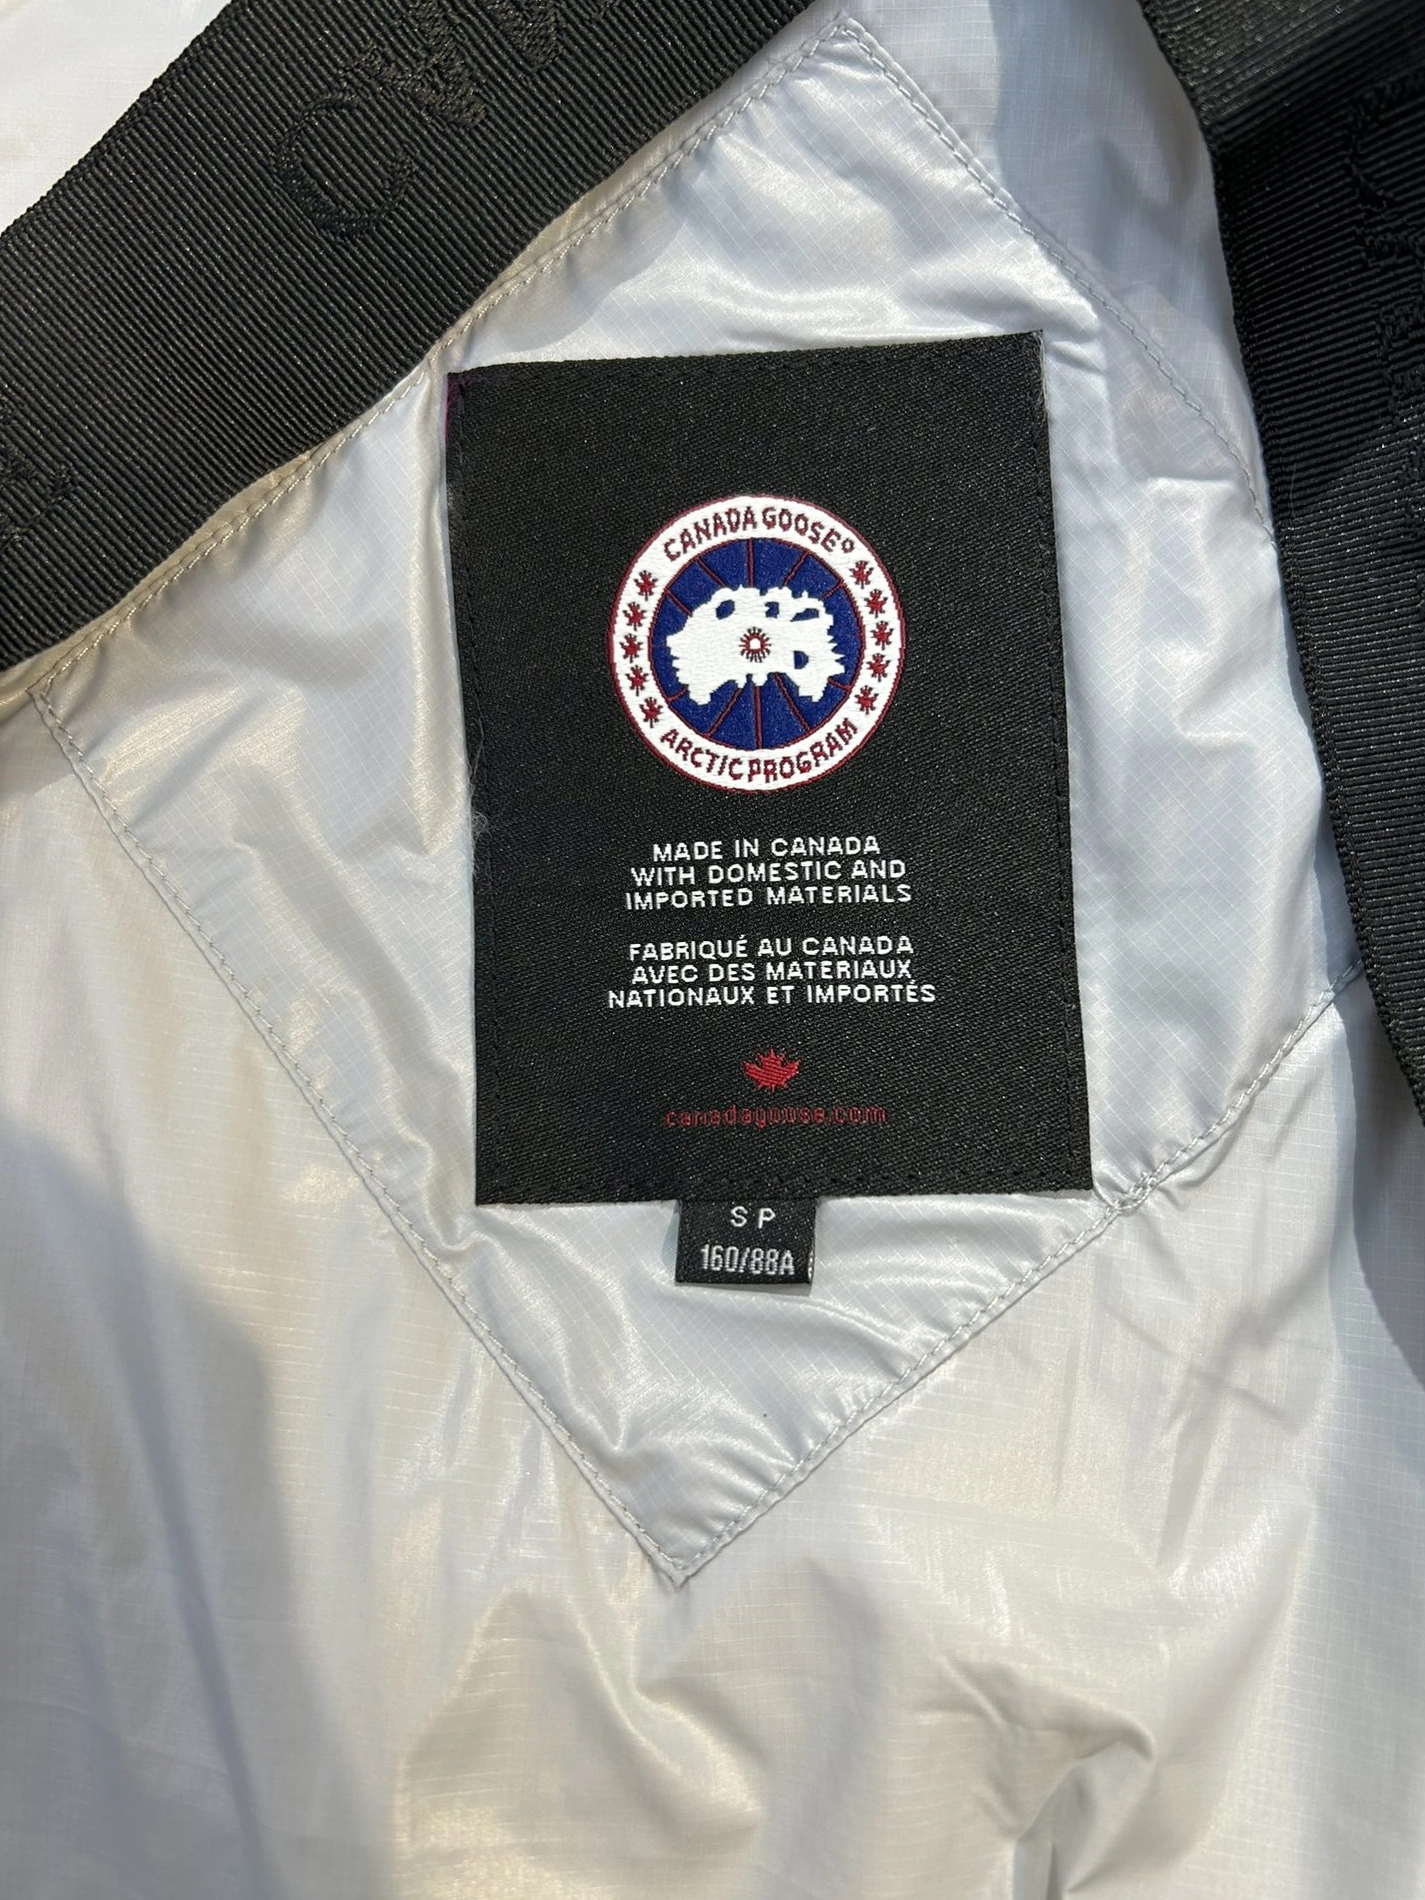 CANADA GOOSE
ARCTIC PROGRAM
MADE IN CANADA
WITH DOMESTIC AND
IMPORTED MATERIALS
FABRIQUÉ AU CANADA
AVEC DES MATERIAUX
NATIONAUX ET IMPORTÉS
canadagoose.com
S P
160/88A